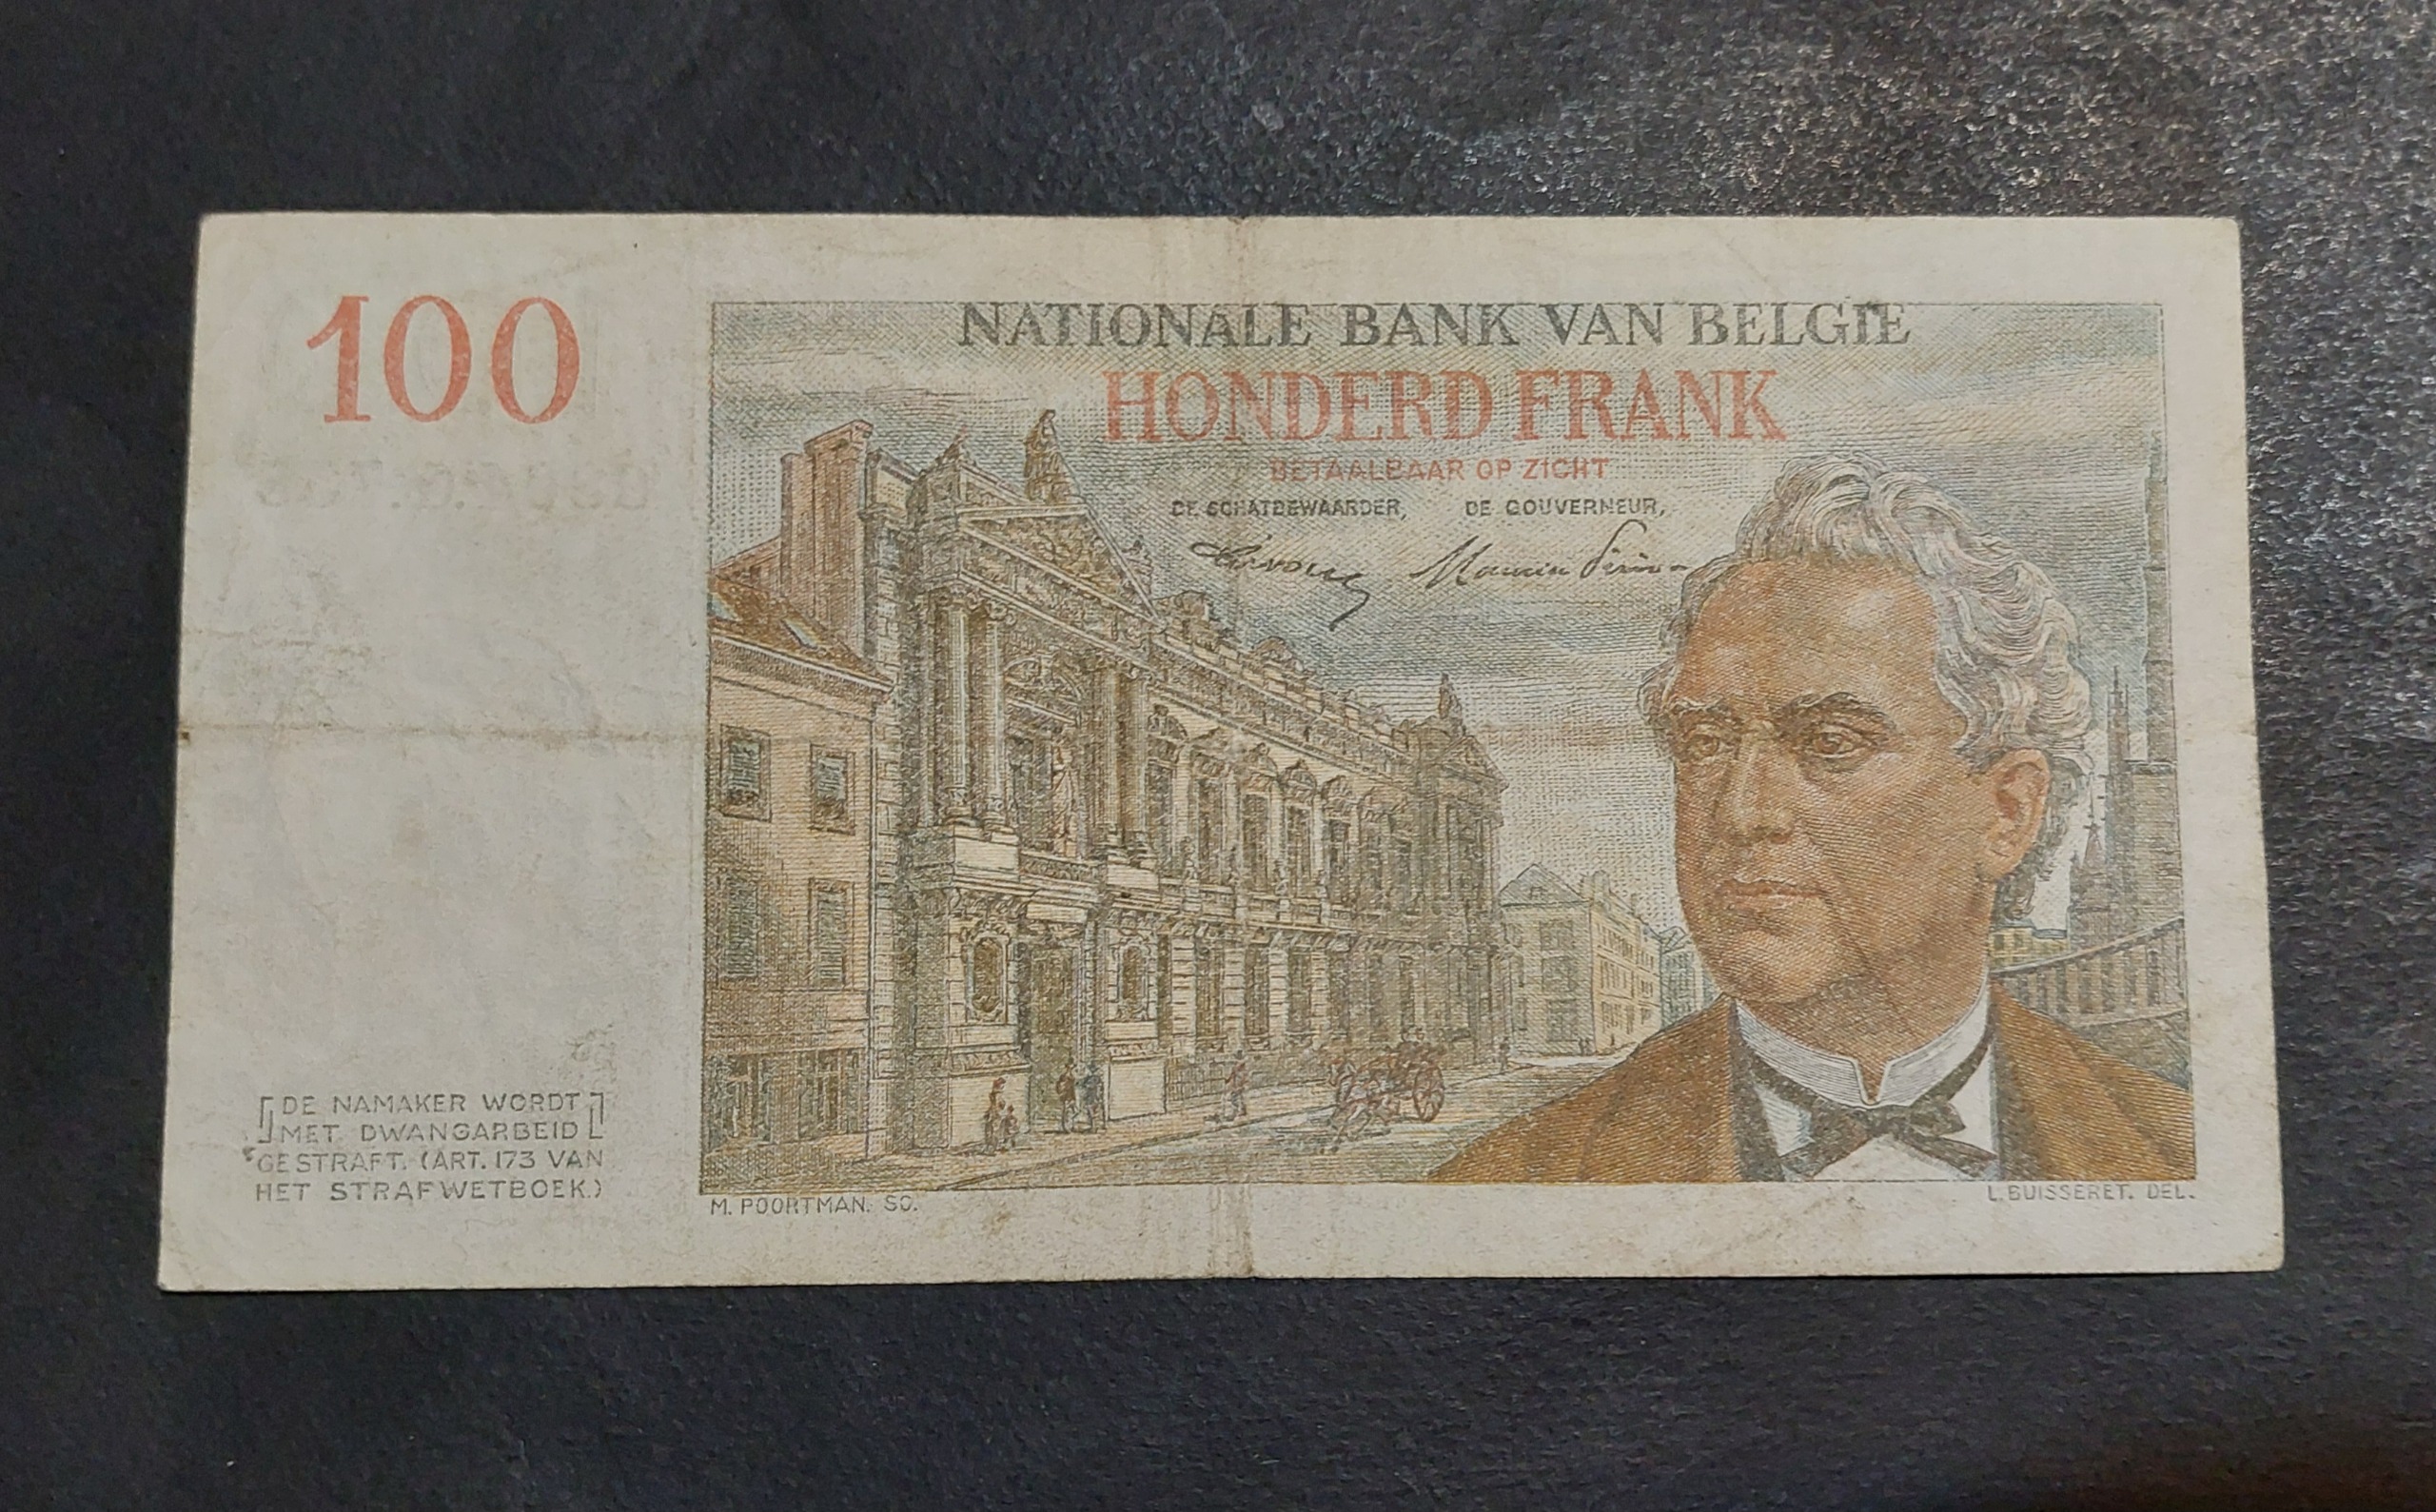 100
NATIONALE BANK VAN BELGIE
HONDERD FRANK
BETAALBAAR OP ZICHT
DE SCHATBEWAARDER, DE GOUVERNEUR,
[DE NAMAKER WORDT]
[MET DWANGARBEID]
GESTRAFT. (ART. 173 VAN
HET STRAFWETBOEK.)
M. POORTMAN. SC.
L. BUISSERET. DEL.